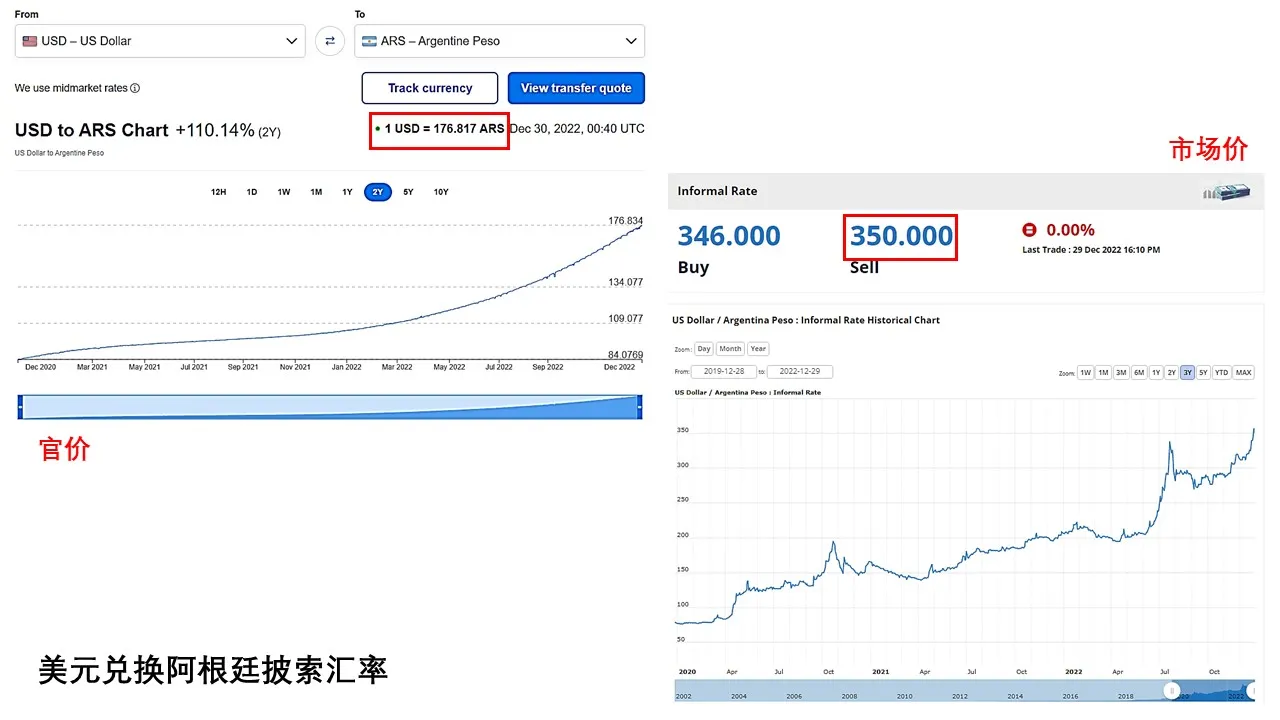 From
To
USD – US Dollar
ARS – Argentine Peso
We use midmarket rates
Track currency
View transfer quote
USD to ARS Chart +110.14% (2Y)
1 USD = 176.817 ARS Dec 30, 2022, 00:40 UTC
US Dollar to Argentine Peso
12H 1D 1W 1M 1Y 2Y 5Y 10Y
176.834
134.077
109.077
84.0769
Dec 2020 Mar 2021 May 2021 Jul 2021 Sep 2021 Nov 2021 Jan 2022 Mar 2022 May 2022 Jul 2022 Sep 2022 Dec 2022
官价
美元兑换阿根廷披索汇率
市场价
Informal Rate
346.000
350.000
0.00%
Last Trade : 29 Dec 2022 16:10 PM
Buy
Sell
US Dollar / Argentina Peso : Informal Rate Historical Chart
Zoom: Day Month Year
From: 2019-12-28 to: 2022-12-29
Zoom: 1W 1M 3M 6M 1Y 2Y 3Y 5Y YTD MAX
US Dollar / Argentina Peso : Informal Rate
350
300
250
200
150
100
50
2020 Apr Jul Oct 2021 Apr Jul Oct 2022 Apr Jul Oct
2002 2004 2006 2008 2010 2012 2014 2016 2018 2020 2022